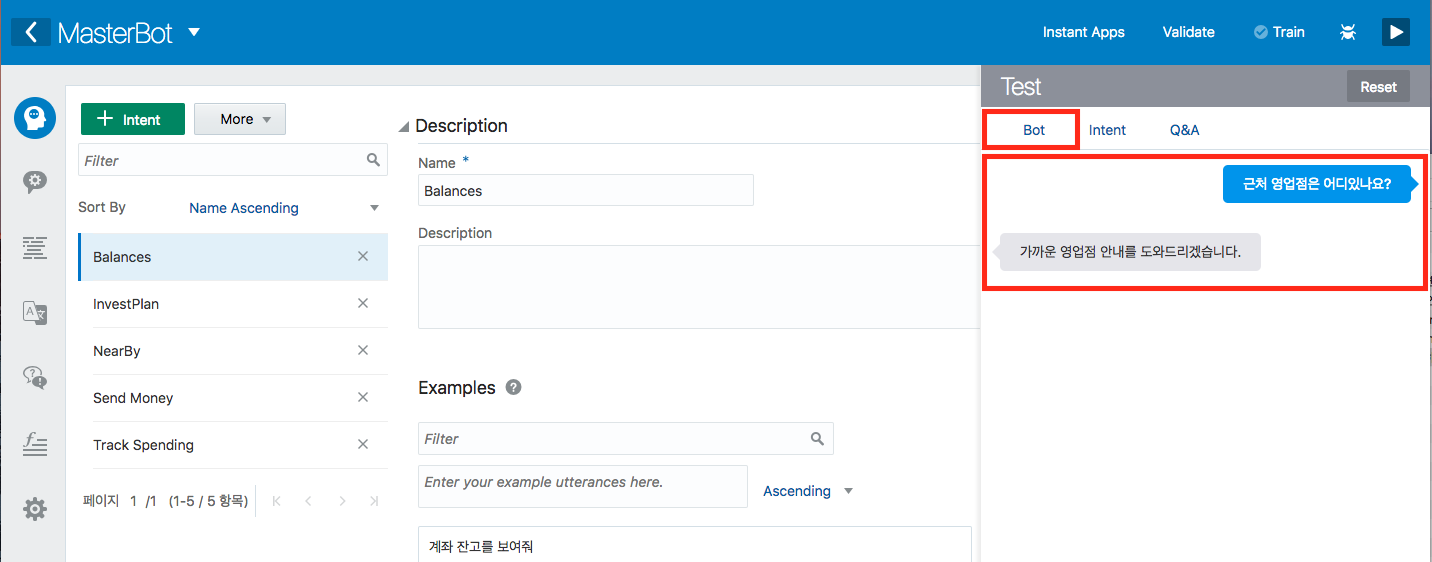 MasterBot
Instant Apps
Validate
Train
Intent
More
Filter
Sort By
Name Ascending
Balances
InvestPlan
NearBy
Send Money
Track Spending
페이지 1 /1 (1-5 / 5 항목)
Description
Name *
Balances
Description
Examples ?
Filter
Enter your example utterances here.
Ascending
계좌 잔고를 보여줘
Test
Reset
Bot
Intent
Q&A
근처 영업점은 어디있나요?
가까운 영업점 안내를 도와드리겠습니다.